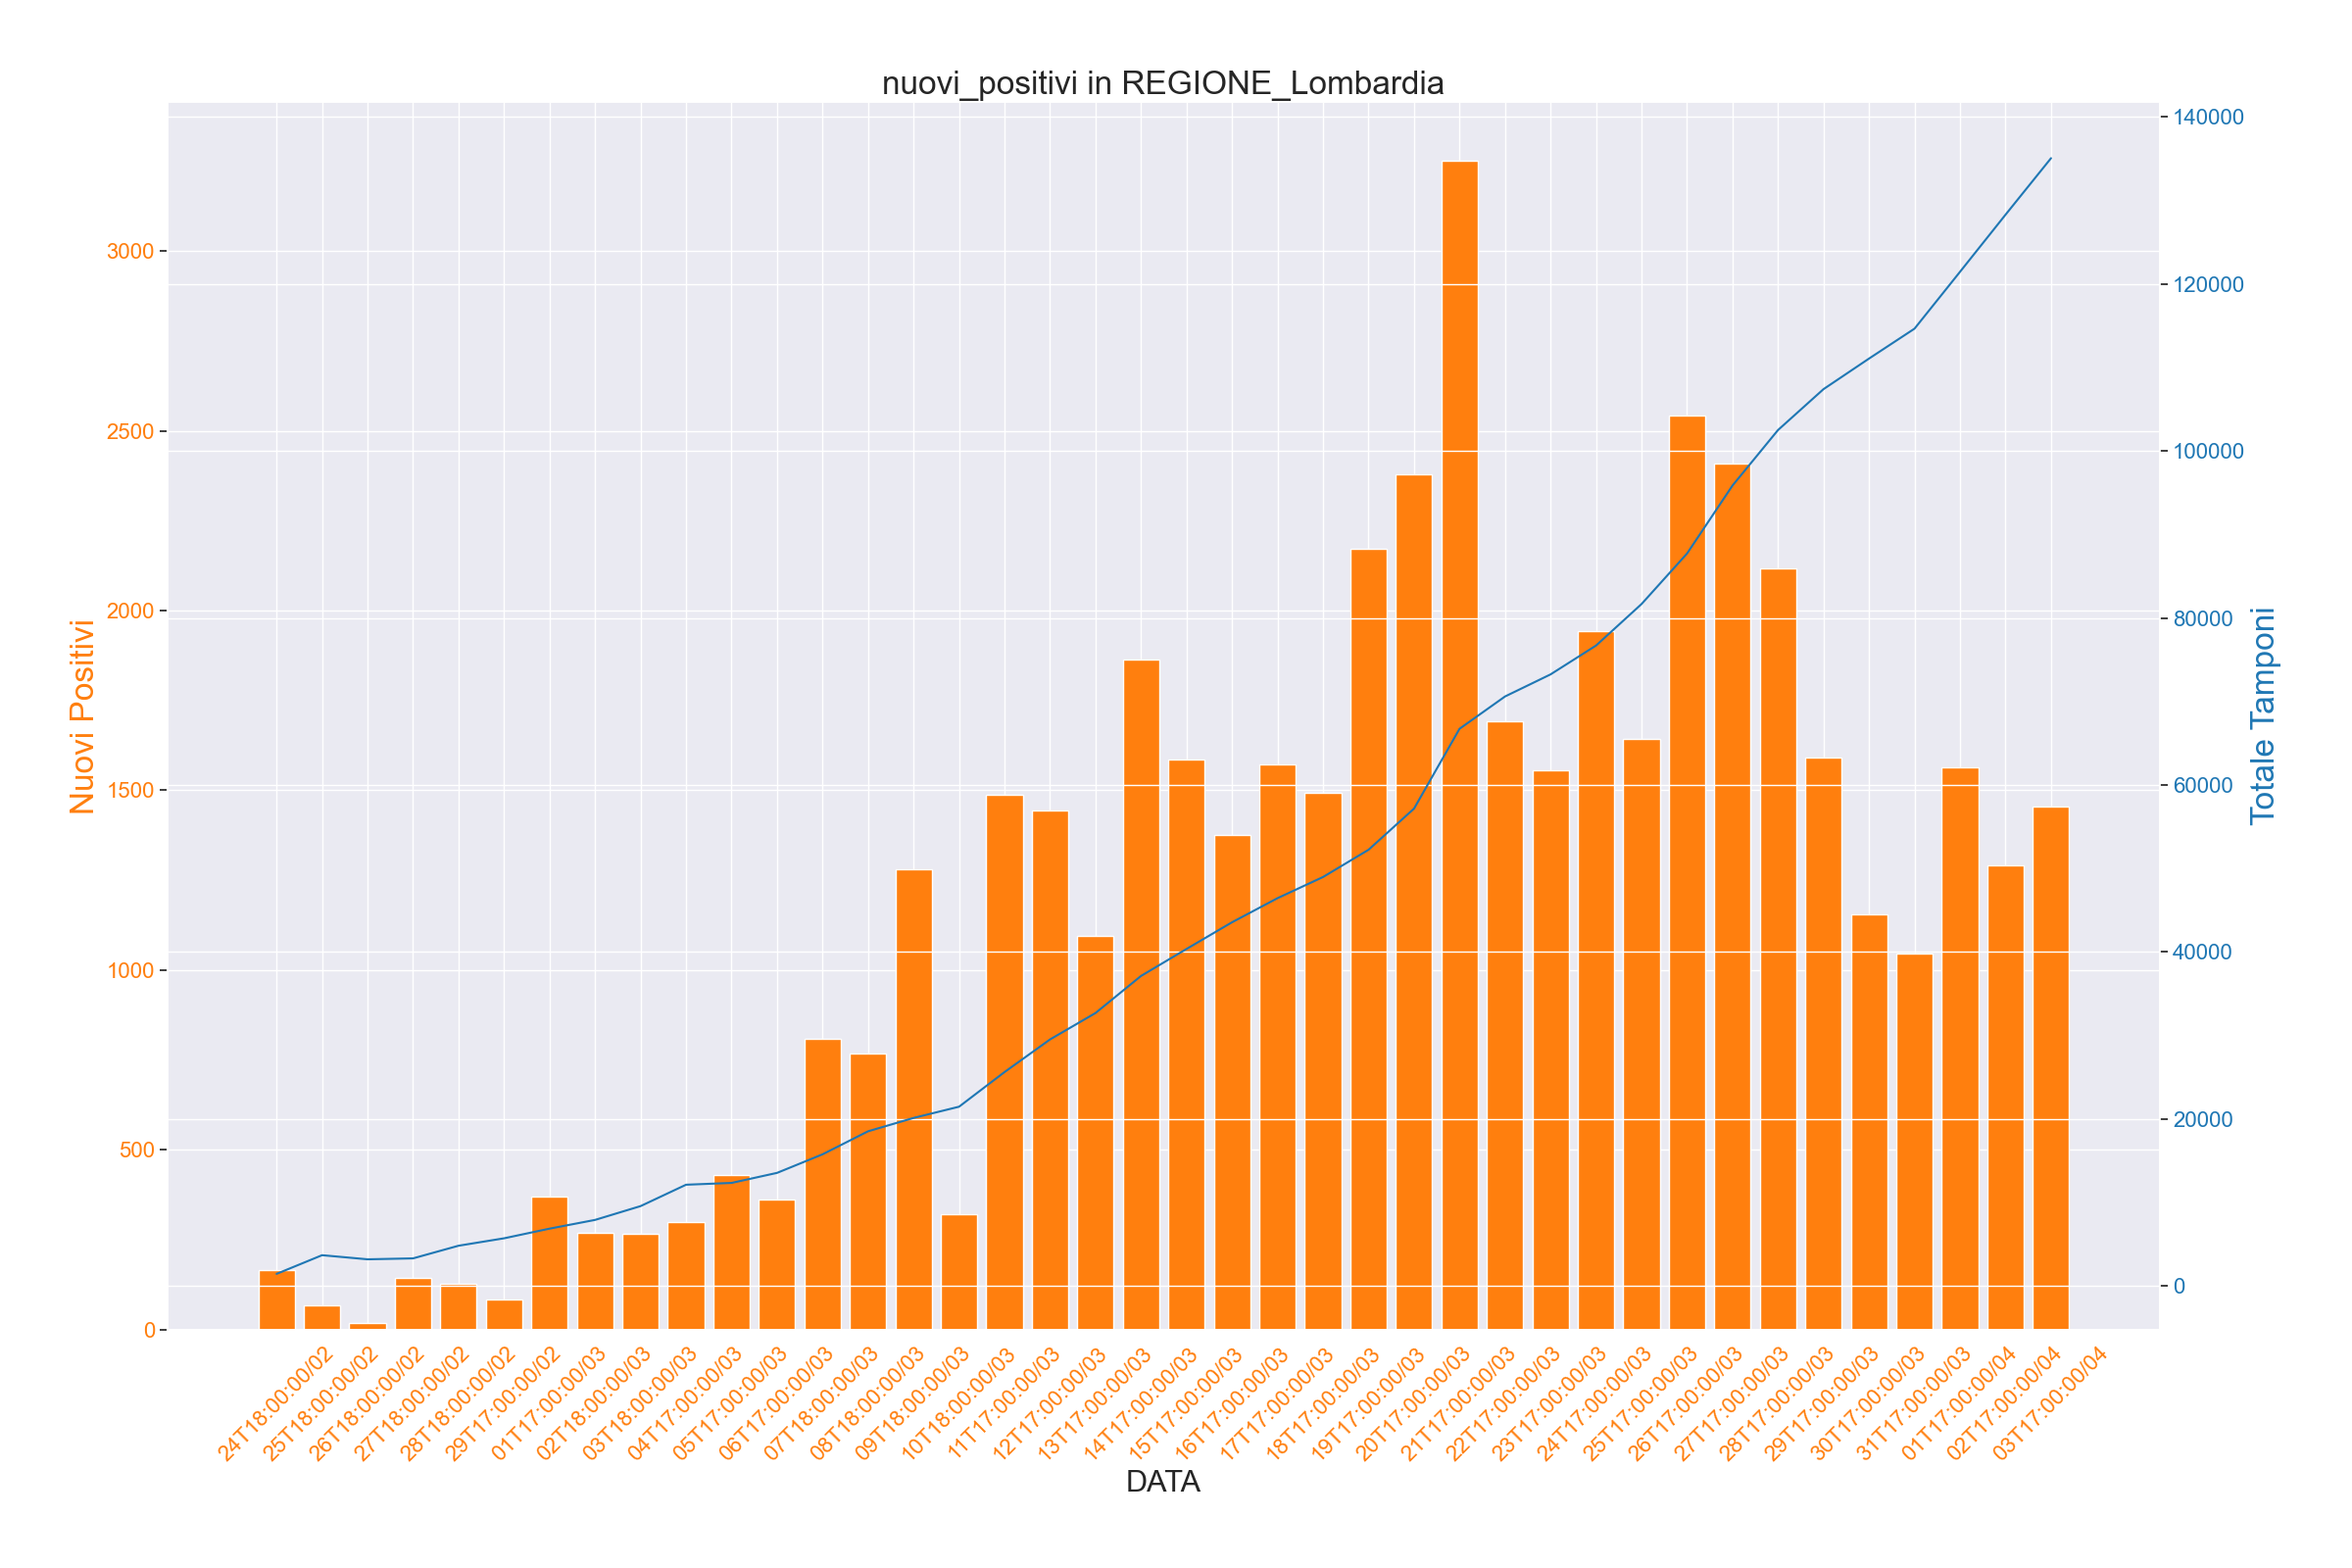 nuovi_positivi in REGIONE_Lombardia
3000
2500
2000
1500
1000
500
0
Nuovi Positivi
140000
120000
100000
80000
60000
40000
20000
0
Totale Tamponi
24T18:00:00/02
25T18:00:00/02
26T18:00:00/02
27T18:00:00/02
28T18:00:00/02
29T17:00:00/02
01T17:00:00/03
02T18:00:00/03
03T18:00:00/03
04T17:00:00/03
05T17:00:00/03
06T17:00:00/03
07T18:00:00/03
08T18:00:00/03
09T18:00:00/03
10T18:00:00/03
11T17:00:00/03
12T17:00:00/03
13T17:00:00/03
14T17:00:00/03
15T17:00:00/03
16T17:00:00/03
17T17:00:00/03
18T17:00:00/03
19T17:00:00/03
20T17:00:00/03
21T17:00:00/03
22T17:00:00/03
23T17:00:00/03
24T17:00:00/03
25T17:00:00/03
26T17:00:00/03
27T17:00:00/03
28T17:00:00/03
29T17:00:00/03
30T17:00:00/03
31T17:00:00/03
01T17:00:00/04
02T17:00:00/04
03T17:00:00/04
DATA